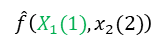 f̂(X₁(1), x₂(2))